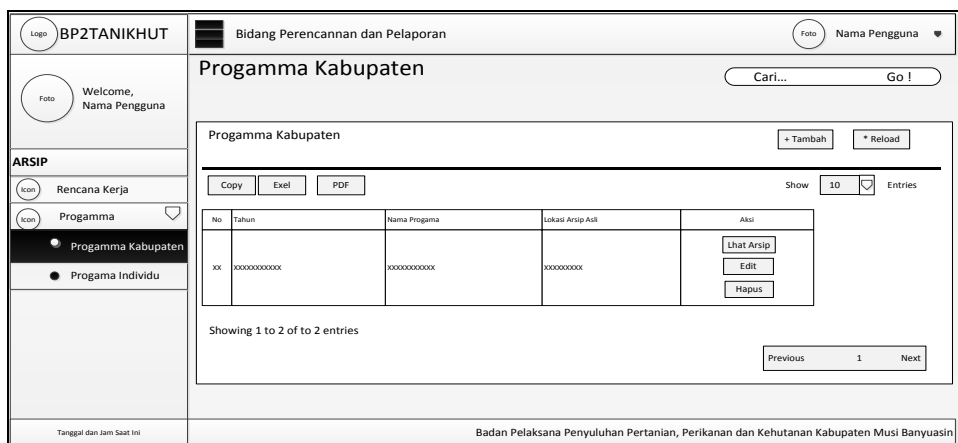 Logo BP2TANIKHUT
Bidang Perencannan dan Pelaporan
Foto Nama Pengguna
Foto
Welcome,
Nama Pengguna
ARSIP
Icon Rencana Kerja
Icon Progamma
Progamma Kabupaten
Progama Individu
Tanggal dan Jam Saat Ini
Progamma Kabupaten
Cari... Go !
Progamma Kabupaten
+ Tambah * Reload
Copy Exel PDF
Show 10 Entries
No Tahun Nama Progama Lokasi Arsip Asli Aksi
xx xxxxxxxxxxx xxxxxxxxxxx xxxxxxxxx
Lhat Arsip
Edit
Hapus
Showing 1 to 2 of to 2 entries
Previous 1 Next
Badan Pelaksana Penyuluhan Pertanian, Perikanan dan Kehutanan Kabupaten Musi Banyuasin